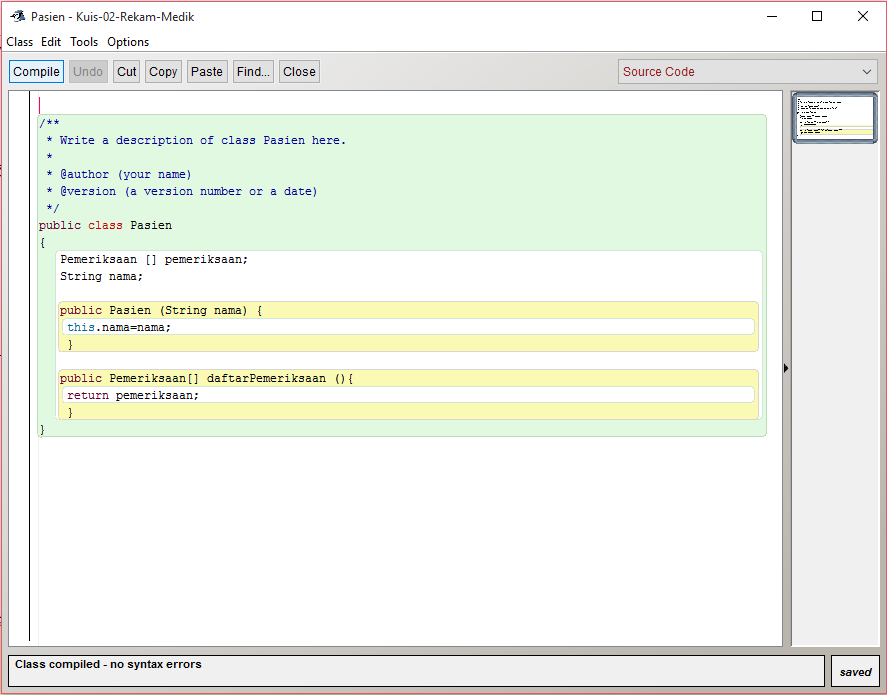 Pasien - Kuis-02-Rekam-Medik
Class Edit Tools Options
Compile Undo Cut Copy Paste Find... Close Source Code
/**
 * Write a description of class Pasien here.
 *
 * @author (your name)
 * @version (a version number or a date)
 */
public class Pasien
{
Pemeriksaan [] pemeriksaan;
String nama;
public Pasien (String nama) {
this.nama=nama;
}
public Pemeriksaan[] daftarPemeriksaan (){
return pemeriksaan;
}
}
Class compiled - no syntax errors
saved